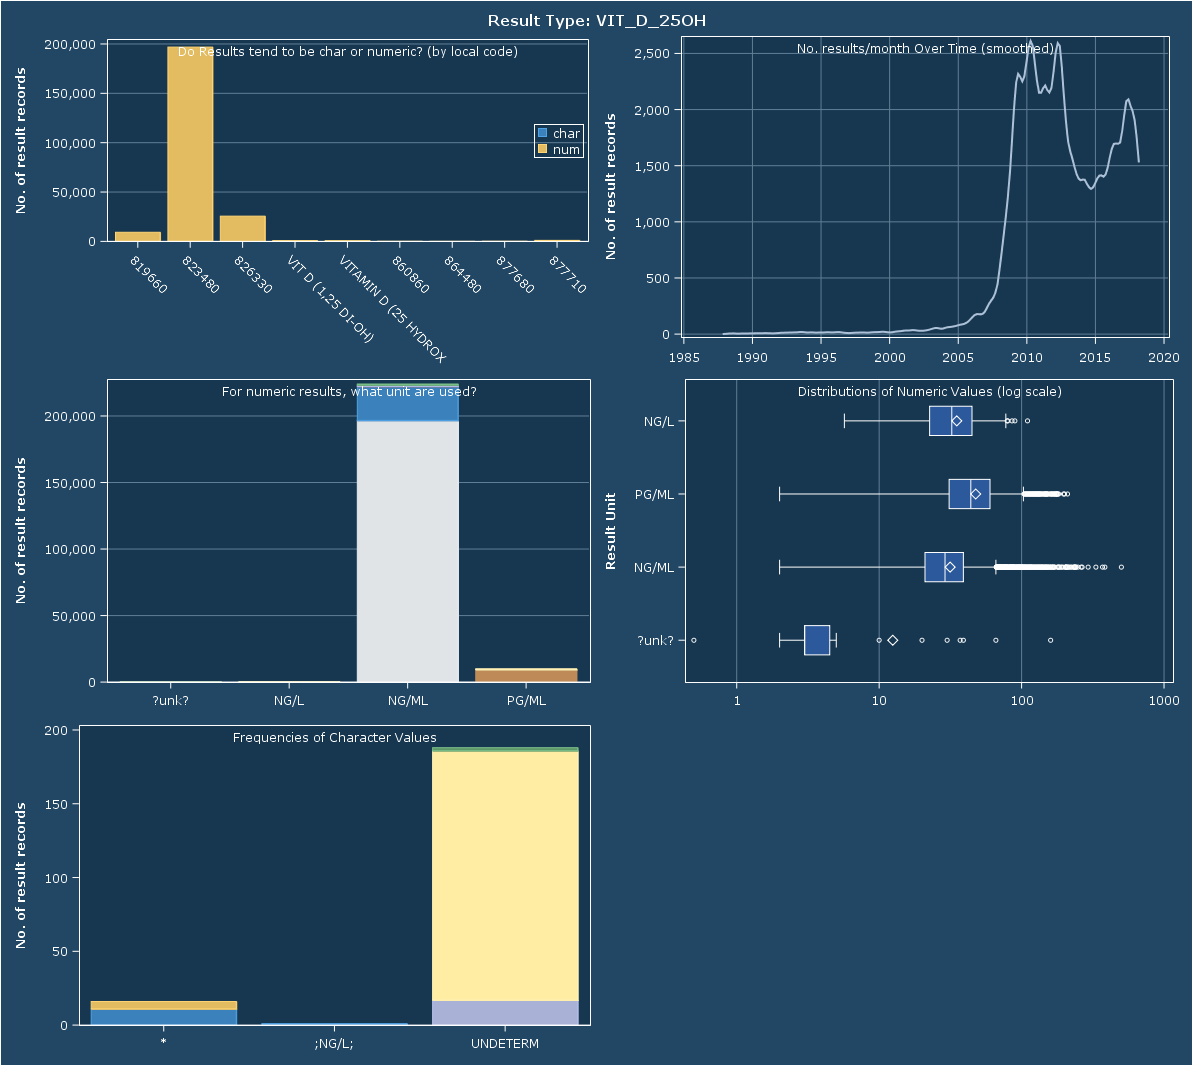 Result Type: VIT_D_25OH
Do Results tend to be char or numeric? (by local code)
No. of result records
200,000
150,000
100,000
50,000
0
char
num
819660
823480
826330
VIT D (1,25 DI-OH)
VITAMIN D (25 HYDROX
860860
864480
877680
877710
No. results/month Over Time (smoothed)
No. of result records
2,500
2,000
1,500
1,000
500
0
1985 1990 1995 2000 2005 2010 2015 2020
For numeric results, what unit are used?
No. of result records
200,000
150,000
100,000
50,000
0
?unk? NG/L NG/ML PG/ML
Distributions of Numeric Values (log scale)
Result Unit
NG/L
PG/ML
NG/ML
?unk?
1 10 100 1000
Frequencies of Character Values
No. of result records
200
150
100
50
0
* ;NG/L; UNDETERM